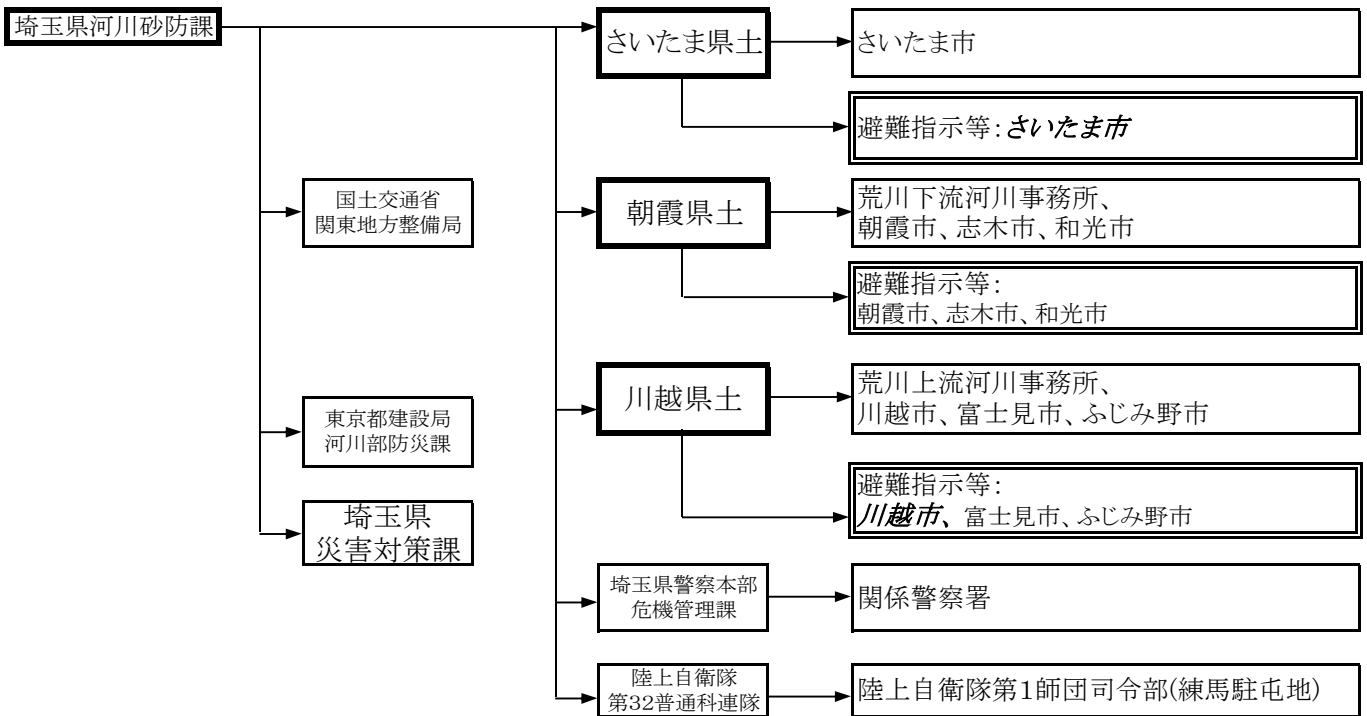 埼玉県河川砂防課
さいたま県土
さいたま市
避難指示等:さいたま市
国土交通省
関東地方整備局
朝霞県土
荒川下流河川事務所、
朝霞市、志木市、和光市
避難指示等:
朝霞市、志木市、和光市
東京都建設局
河川部防災課
川越県土
荒川上流河川事務所、
川越市、富士見市、ふじみ野市
避難指示等:
川越市、富士見市、ふじみ野市
埼玉県
災害対策課
埼玉県警察本部
危機管理課
関係警察署
陸上自衛隊
第32普通科連隊
陸上自衛隊第1師団司令部(練馬駐屯地)